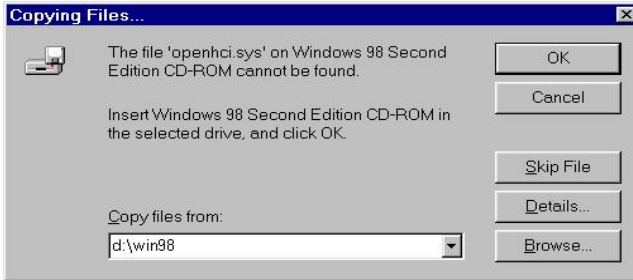 Copying Files...
The file 'openhci.sys' on Windows 98 Second
Edition CD-ROM cannot be found.
Insert Windows 98 Second Edition CD-ROM in
the selected drive, and click OK.
Copy files from:
d:\win98
OK
Cancel
Skip File
Details...
Browse...